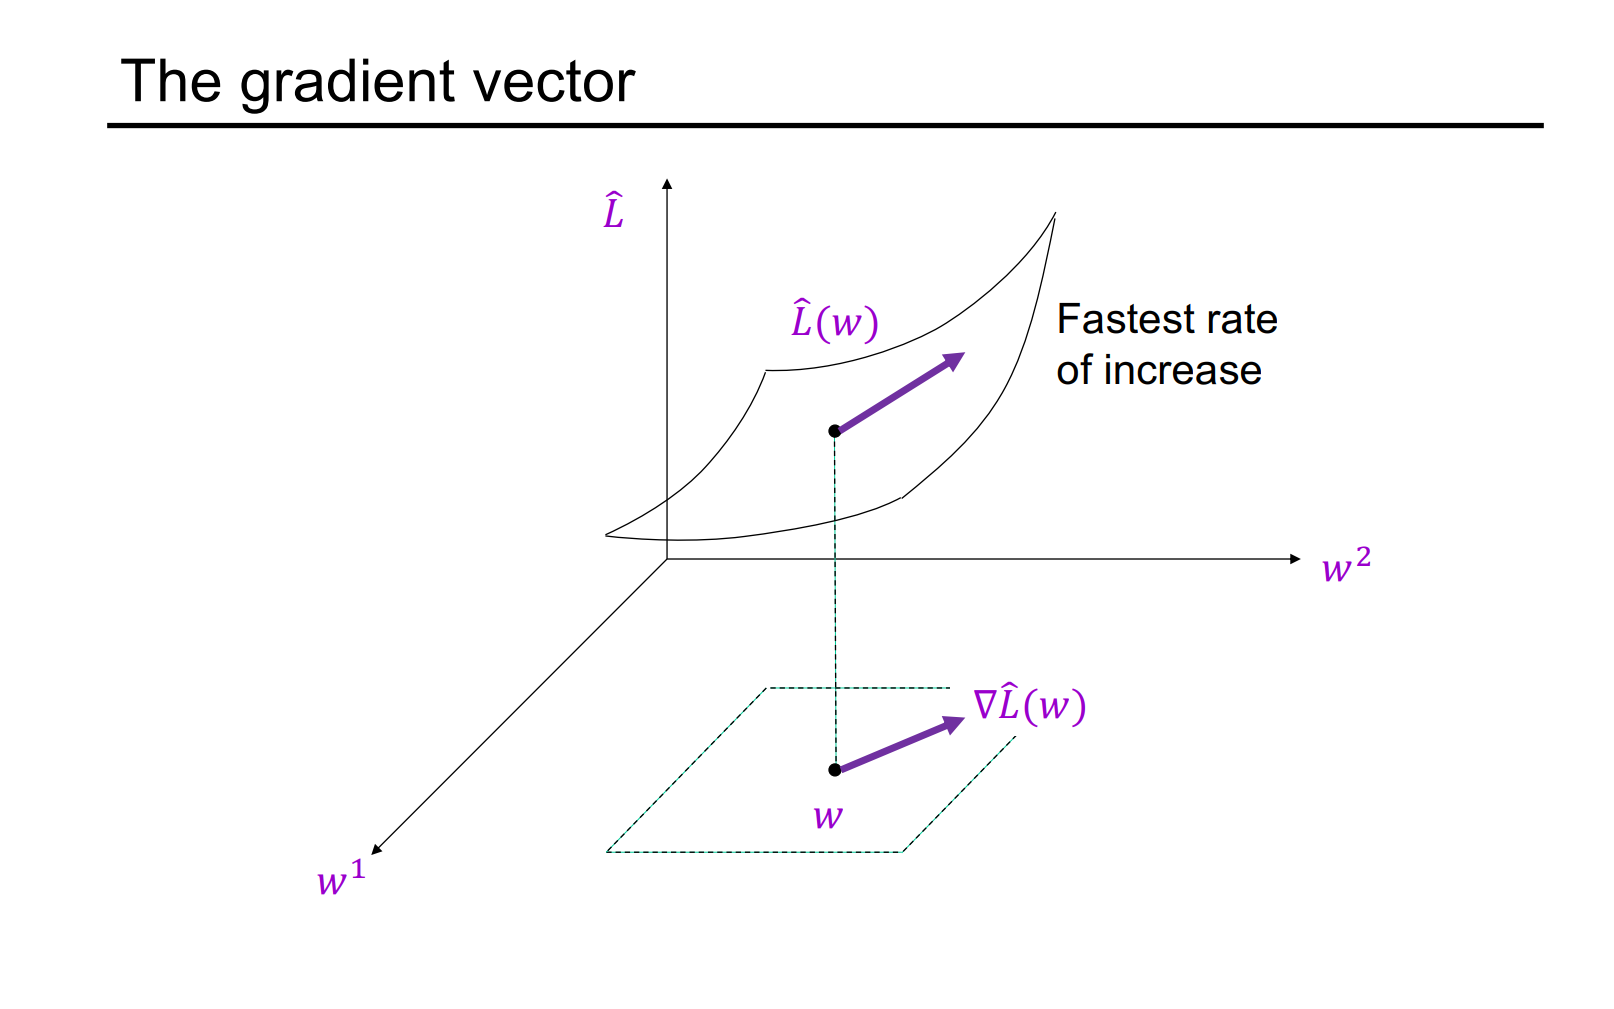 The gradient vector
L̂
L̂(w)
Fastest rate
of increase
w²
∇L̂(w)
w
w¹